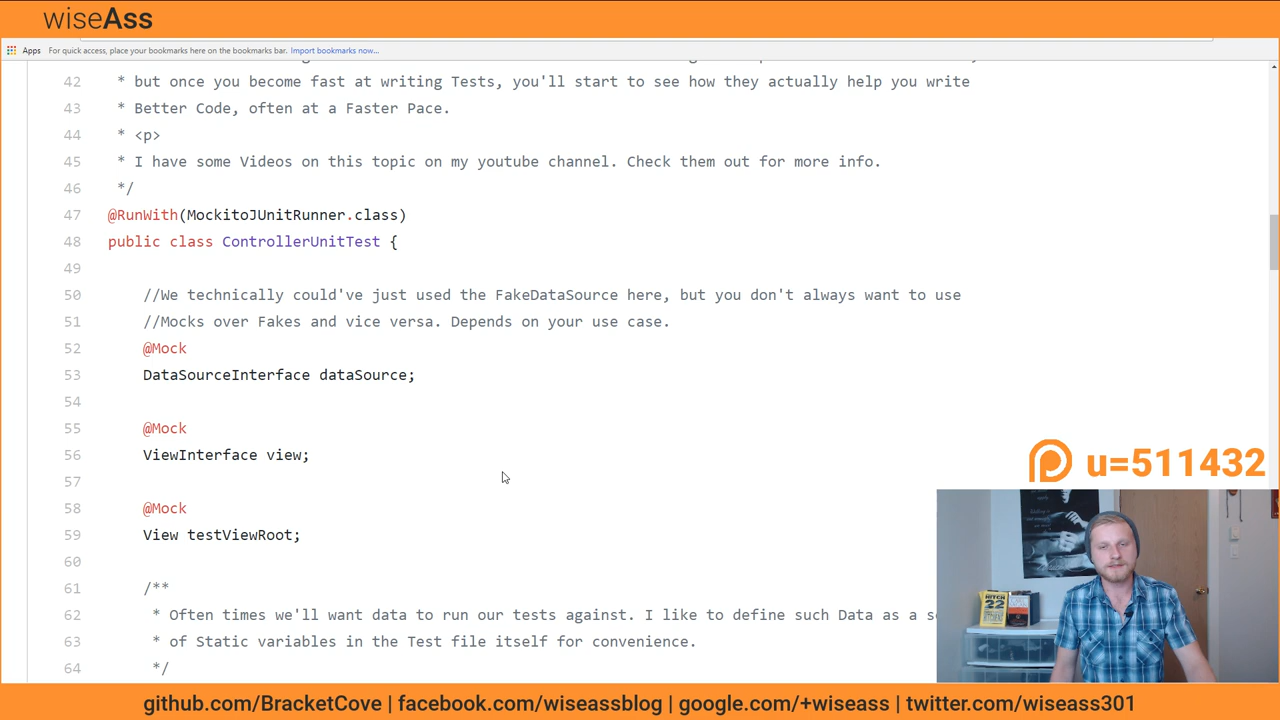 wiseAss
Apps For quick access, place your bookmarks here on the bookmarks bar. Import bookmarks now...
42 * but once you become fast at writing Tests, you'll start to see how they actually help you write
43 * Better Code, often at a Faster Pace.
44 * <p>
45 * I have some Videos on this topic on my youtube channel. Check them out for more info.
46 */
47 @RunWith(MockitoJUnitRunner.class)
48 public class ControllerUnitTest {
49
50 //We technically could've just used the FakeDataSource here, but you don't always want to use
51 //Mocks over Fakes and vice versa. Depends on your use case.
52 @Mock
53 DataSourceInterface dataSource;
54
55 @Mock
56 ViewInterface view;
57
58 @Mock
59 View testViewRoot;
60
61 /**
62 * Often times we'll want data to run our tests against. I like to define such Data as a s
63 * of Static variables in the Test file itself for convenience.
64 */
u=511432
HITCH
22
github.com/BracketCove | facebook.com/wiseassblog | google.com/+wiseass | twitter.com/wiseass301